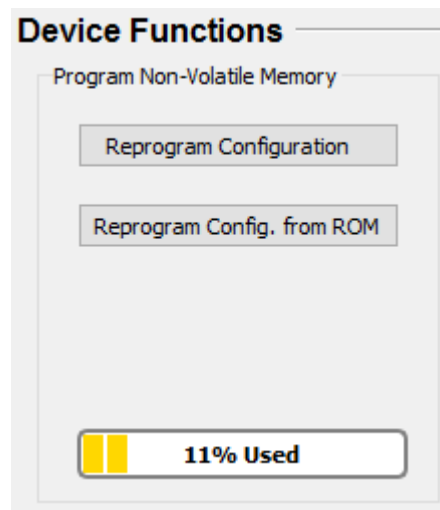 Device Functions
Program Non-Volatile Memory
Reprogram Configuration
Reprogram Config. from ROM
11% Used